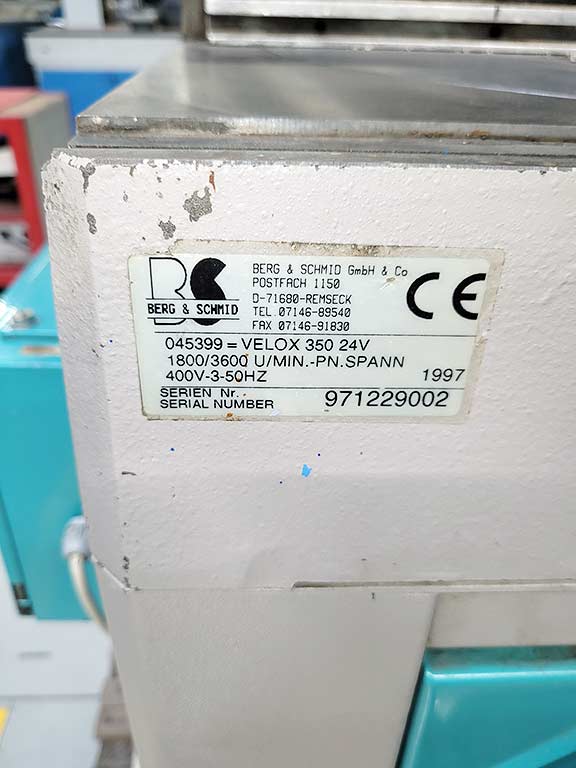 BERG & SCHMID
BERG & SCHMID GmbH & Co
POSTFACH 1150
D-71680-REMSECK
TEL.07146-89540
FAX 07146-91830
CE
045399 = VELOX 350 24V
1800/3600 U/MIN.-PN.SPANN
400V-3-50HZ 1997
SERIEN Nr.
SERIAL NUMBER 971229002